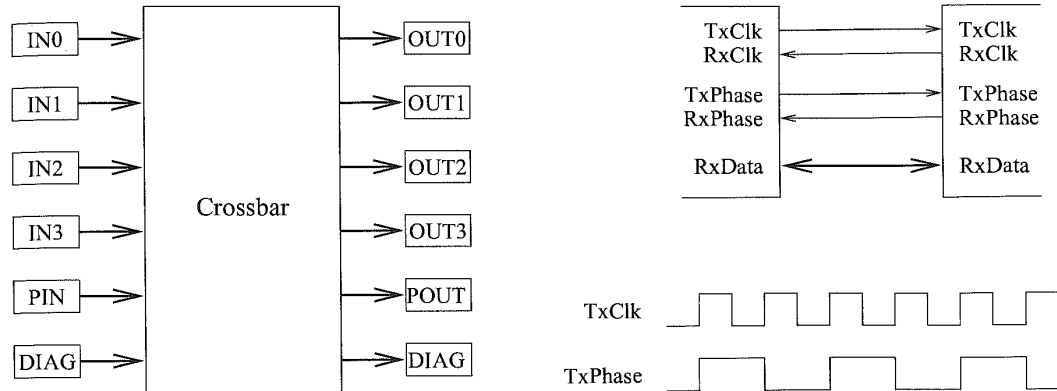 IN0
IN1
IN2
IN3
PIN
DIAG
Crossbar
OUT0
OUT1
OUT2
OUT3
POUT
DIAG
TxClk
RxClk
TxPhase
RxPhase
RxData
TxClk
RxClk
TxPhase
RxPhase
RxData
TxClk
TxPhase